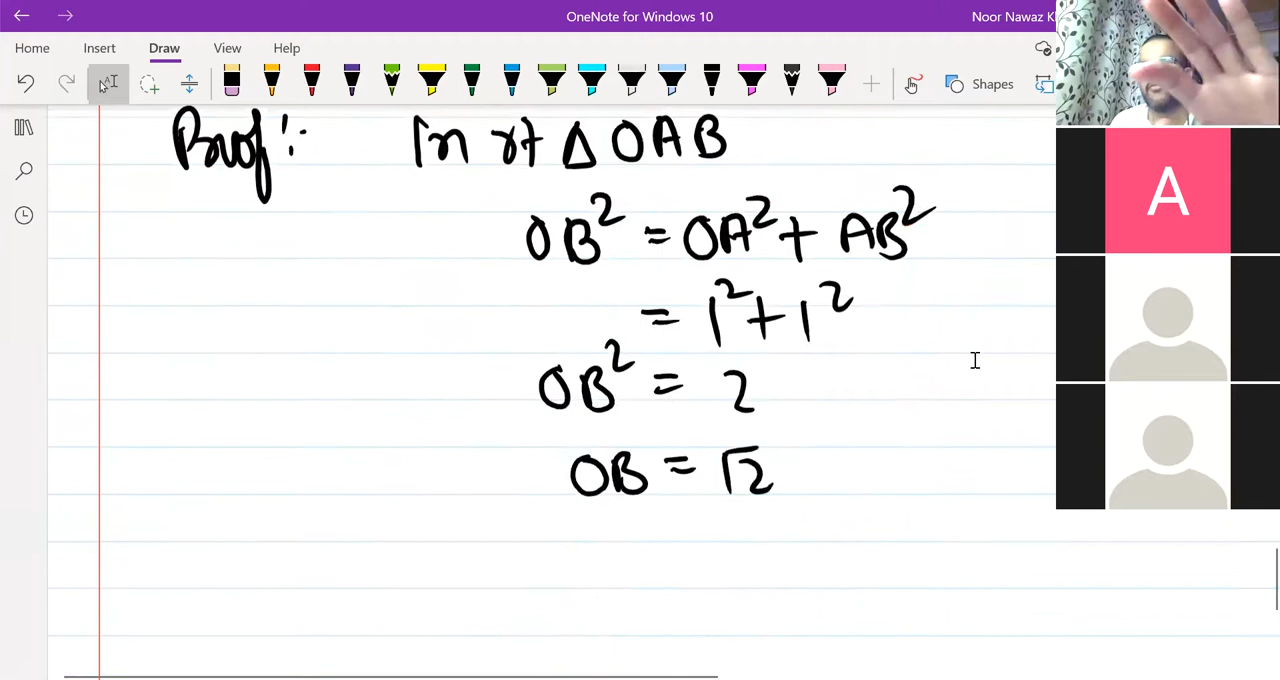 OneNote for Windows 10
Noor Nawaz K
Home Insert Draw View Help
Shapes
Proof :- In rt Δ OAB
OB² = OA² + AB²
= 1² + 1²
OB² = 2
OB = √2
A